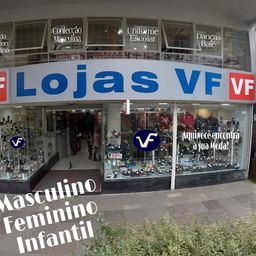 Confecção
Masculina
Uniforme
Escolar
Danças
Balé
VF
Lojas VF
VF
VF
VF
Aqui você encontra
a sua Moda!
Masculino
Feminino
Infantil